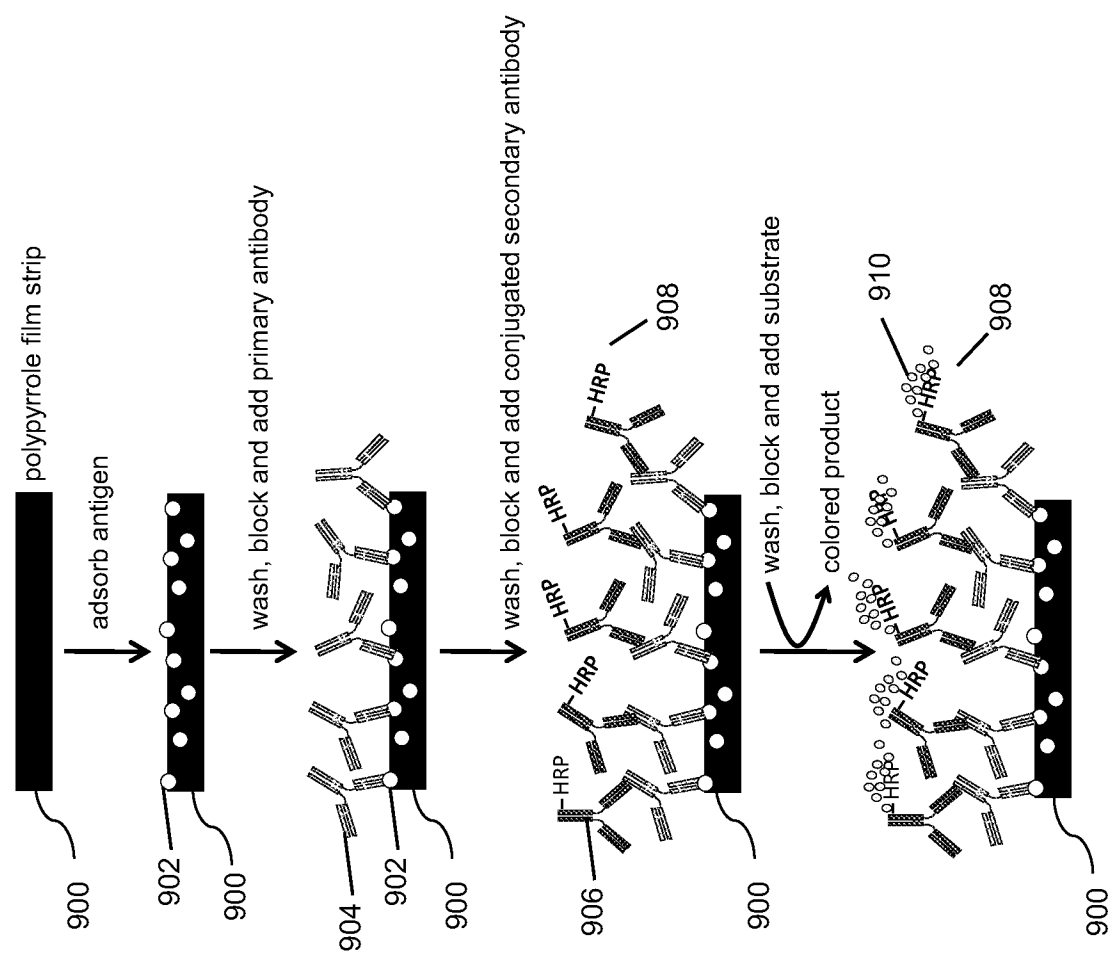 polypyrrole film strip
900
adsorb antigen
902
900
wash, block and add primary antibody
904
902
900
wash, block and add conjugated secondary antibody
HRP
HRP
HRP
HRP
HRP
908
906
900
wash, block and add substrate
colored product
910
908
HRP
HRP
HRP
HRP
HRP
900